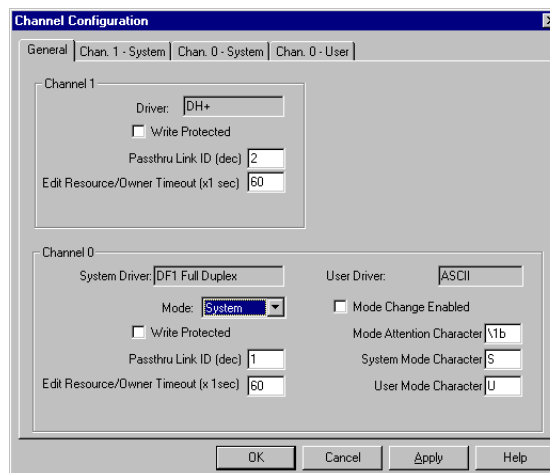 Channel Configuration
General Chan. 1 - System Chan. 0 - System Chan. 0 - User
Channel 1
Driver: DH+
Write Protected
Passthru Link ID (dec) 2
Edit Resource/Owner Timeout (x1 sec) 60
Channel 0
System Driver: DF1 Full Duplex User Driver: ASCII
Mode: System Mode Change Enabled
Write Protected Mode Attention Character \1b
Passthru Link ID (dec) 1 System Mode Character S
Edit Resource/Owner Timeout (x 1sec) 60 User Mode Character U
OK Cancel Apply Help